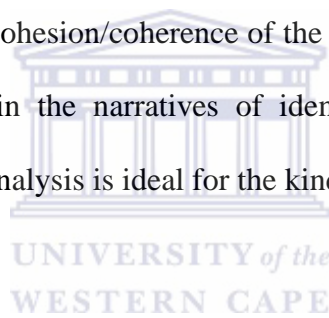 ohesion/coherence of the
in the narratives of iden
nalysis is ideal for the kind
UNIVERSITY of the
WESTERN CAPE